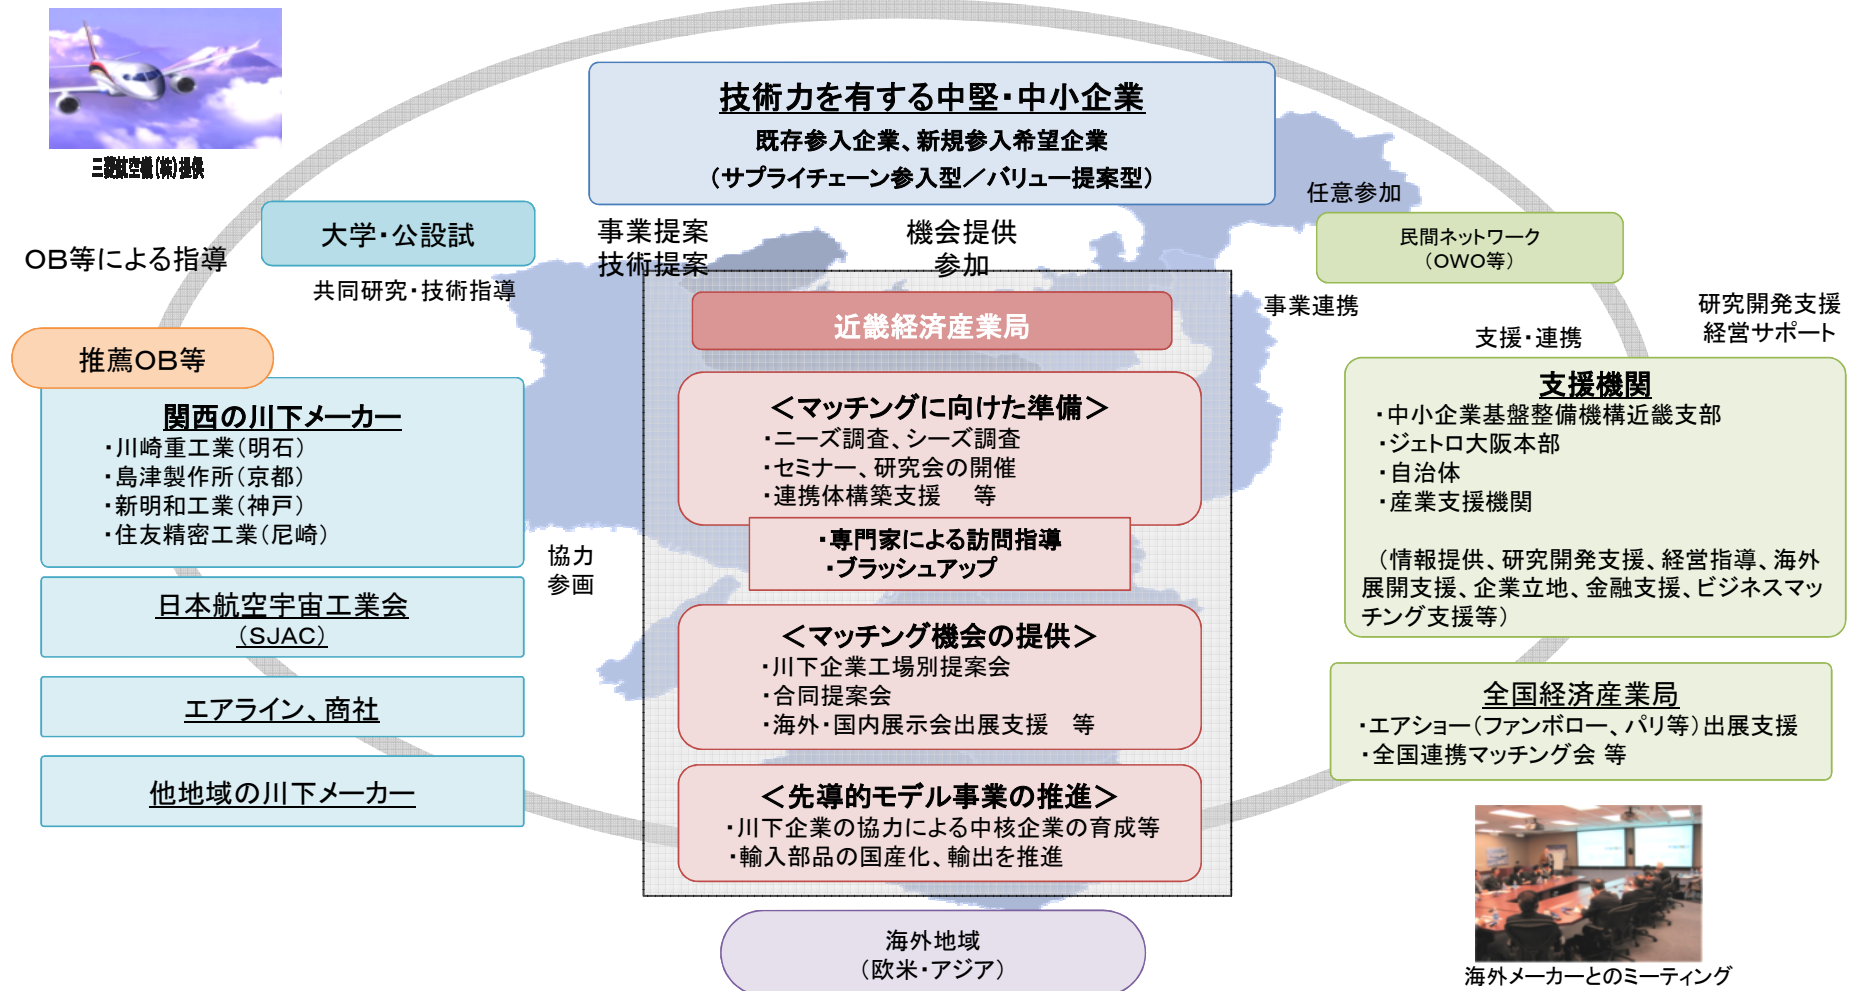 三菱航空機(株)提供
技術力を有する中堅・中小企業
既存参入企業、新規参入希望企業
(サプライチェーン参入型/バリュー提案型)
大学・公設試
共同研究・技術指導
OB等による指導
事業提案
技術提案
機会提供
参加
任意参加
民間ネットワーク
(OWO等)
事業連携
支援・連携
研究開発支援
経営サポート
推薦OB等
関西の川下メーカー
・川崎重工業(明石)
・島津製作所(京都)
・新明和工業(神戸)
・住友精密工業(尼崎)
日本航空宇宙工業会
(SJAC)
エアライン、商社
他地域の川下メーカー
協力
参画
近畿経済産業局
<マッチングに向けた準備>
・ニーズ調査、シーズ調査
・セミナー、研究会の開催
・連携体構築支援 等
・専門家による訪問指導
・ブラッシュアップ
<マッチング機会の提供>
・川下企業工場別提案会
・合同提案会
・海外・国内展示会出展支援 等
<先導的モデル事業の推進>
・川下企業の協力による中核企業の育成等
・輸入部品の国産化、輸出を推進
海外地域
(欧米・アジア)
支援機関
・中小企業基盤整備機構近畿支部
・ジェトロ大阪本部
・自治体
・産業支援機関
(情報提供、研究開発支援、経営指導、海外
展開支援、企業立地、金融支援、ビジネスマッ
チング支援等)
全国経済産業局
・エアショー(ファンボロー、パリ等)出展支援
・全国連携マッチング会 等
海外メーカーとのミーティング